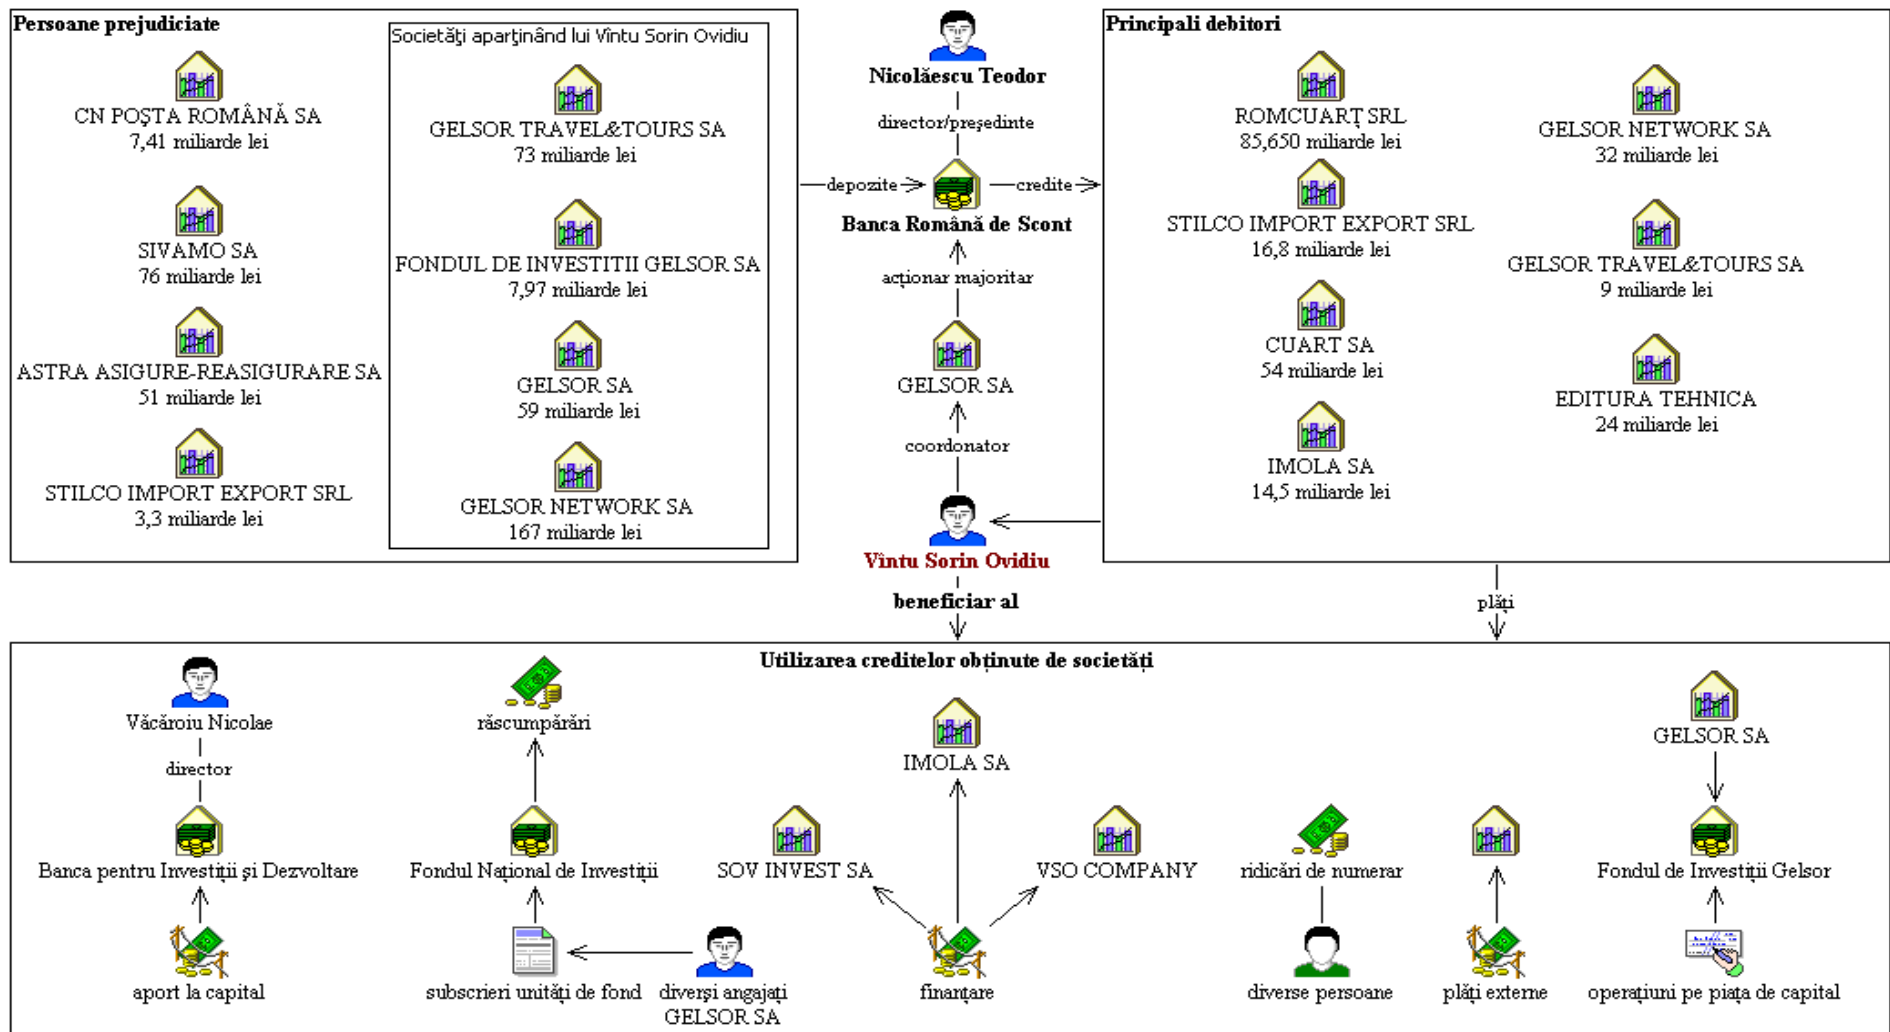 Persoane prejudiciate
CN POŞTA ROMÂNĂ SA
7,41 miliarde lei
SIVAMO SA
76 miliarde lei
ASTRA ASIGURE-REASIGURARE SA
51 miliarde lei
STILCO IMPORT EXPORT SRL
3,3 miliarde lei
Societăţi aparţinând lui Vîntu Sorin Ovidiu
GELSOR TRAVEL&TOURS SA
73 miliarde lei
FONDUL DE INVESTITII GELSOR SA
7,97 miliarde lei
GELSOR SA
59 miliarde lei
GELSOR NETWORK SA
167 miliarde lei
Nicolăescu Teodor
director/preşedinte
depozite
credite
Banca Română de Scont
acţionar majoritar
GELSOR SA
coordonator
Vîntu Sorin Ovidiu
beneficiar al
Principali debitori
ROMCUARŢ SRL
85,650 miliarde lei
STILCO IMPORT EXPORT SRL
16,8 miliarde lei
CUART SA
54 miliarde lei
IMOLA SA
14,5 miliarde lei
GELSOR NETWORK SA
32 miliarde lei
GELSOR TRAVEL&TOURS SA
9 miliarde lei
EDITURA TEHNICA
24 miliarde lei
plăţi
Utilizarea creditelor obţinute de societăţi
Văcăroiu Nicolae
director
Banca pentru Investiţii şi Dezvoltare
aport la capital
răscumpărări
Fondul Naţional de Investiţii
subscrieri unităţi de fond
diverşi angajaţi
GELSOR SA
IMOLA SA
SOV INVEST SA
VSO COMPANY
finanţare
ridicări de numerar
diverse persoane
plăţi externe
GELSOR SA
Fondul de Investiţii Gelsor
operaţiuni pe piaţa de capital